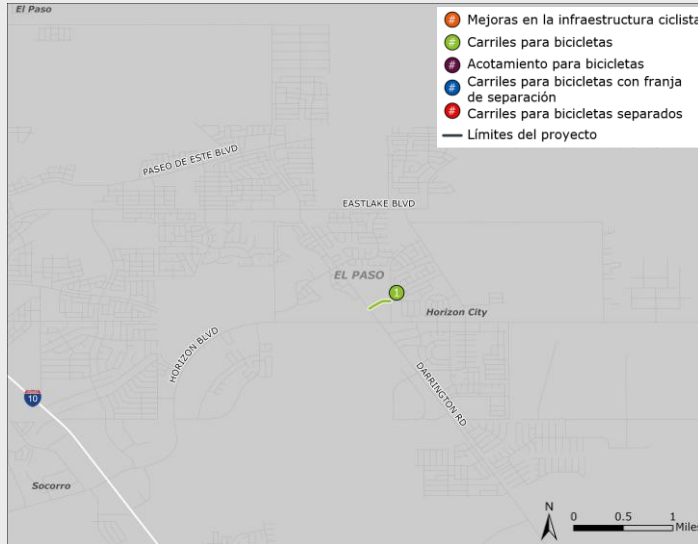 El Paso
# Mejoras en la infraestructura ciclista
# Carriles para bicicletas
# Acotamiento para bicicletas
# Carriles para bicicletas con franja
de separación
# Carriles para bicicletas separados
Límites del proyecto
PASEO DE ESTE BLVD
EASTLAKE BLVD
EL PASO
1
Horizon City
HORIZON BLVD
DARRINGTON RD
10
Socorro
N
0 0.5 1
Miles